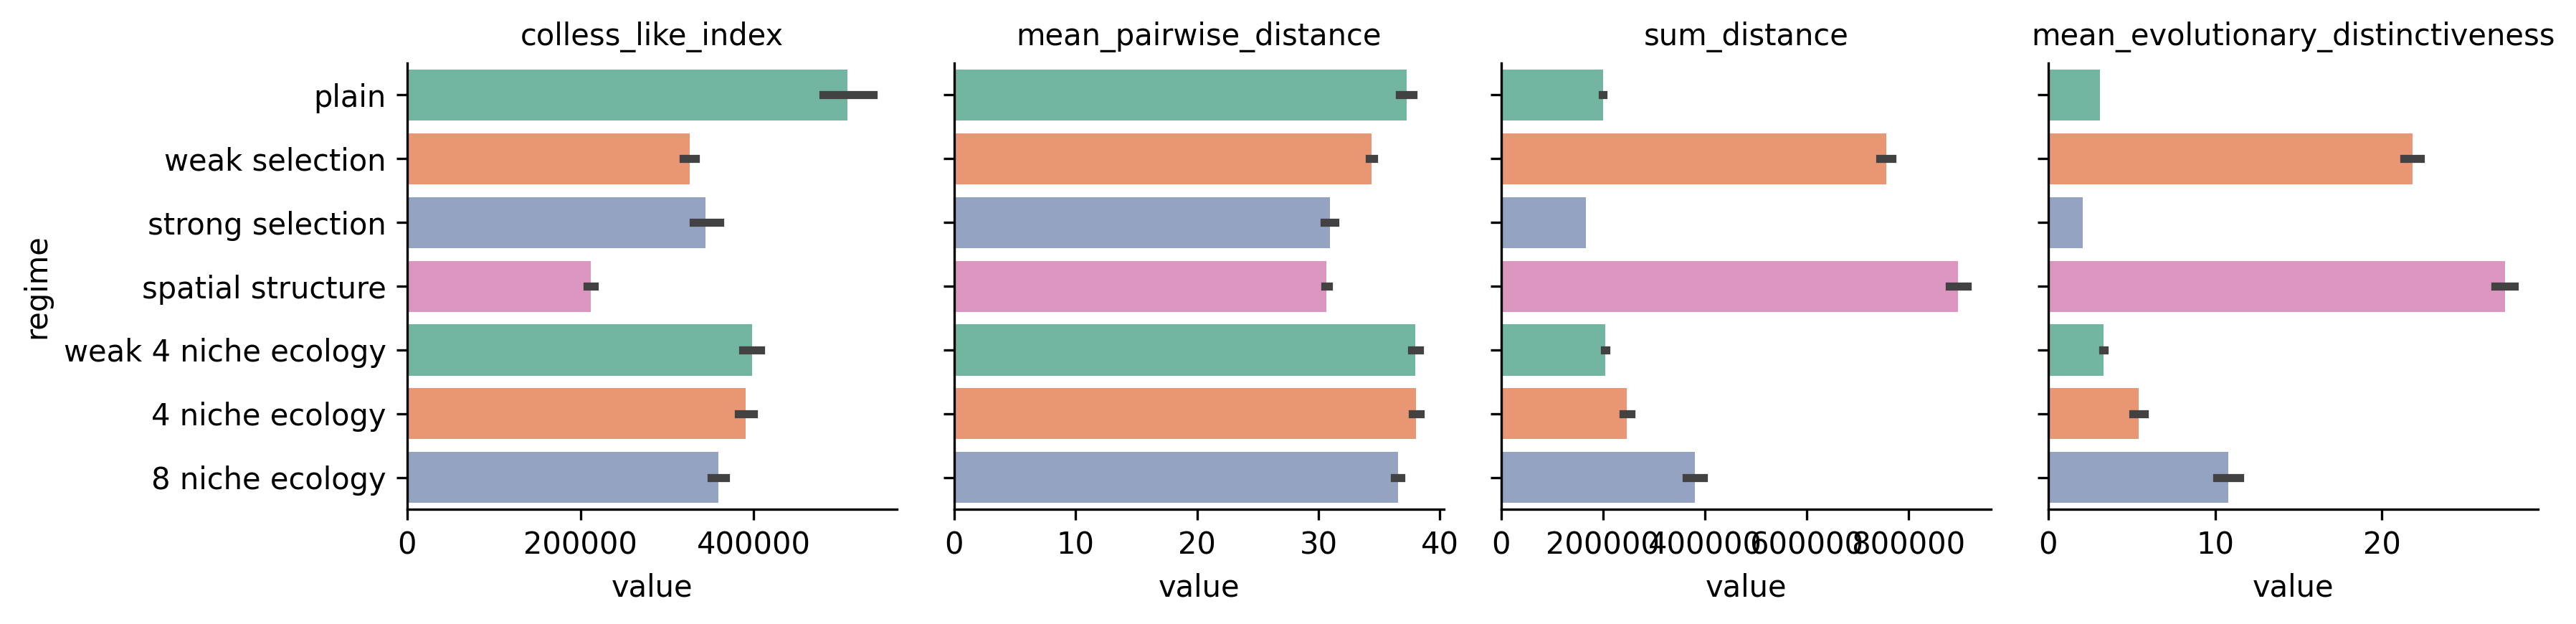 colless_like_index
mean_pairwise_distance
sum_distance
mean_evolutionary_distinctiveness
regime
plain
weak selection
strong selection
spatial structure
weak 4 niche ecology
4 niche ecology
8 niche ecology
0 200000 400000
0 10 20 30 40
0 200000 400000 600000 800000
0 10 20
value
value
value
value